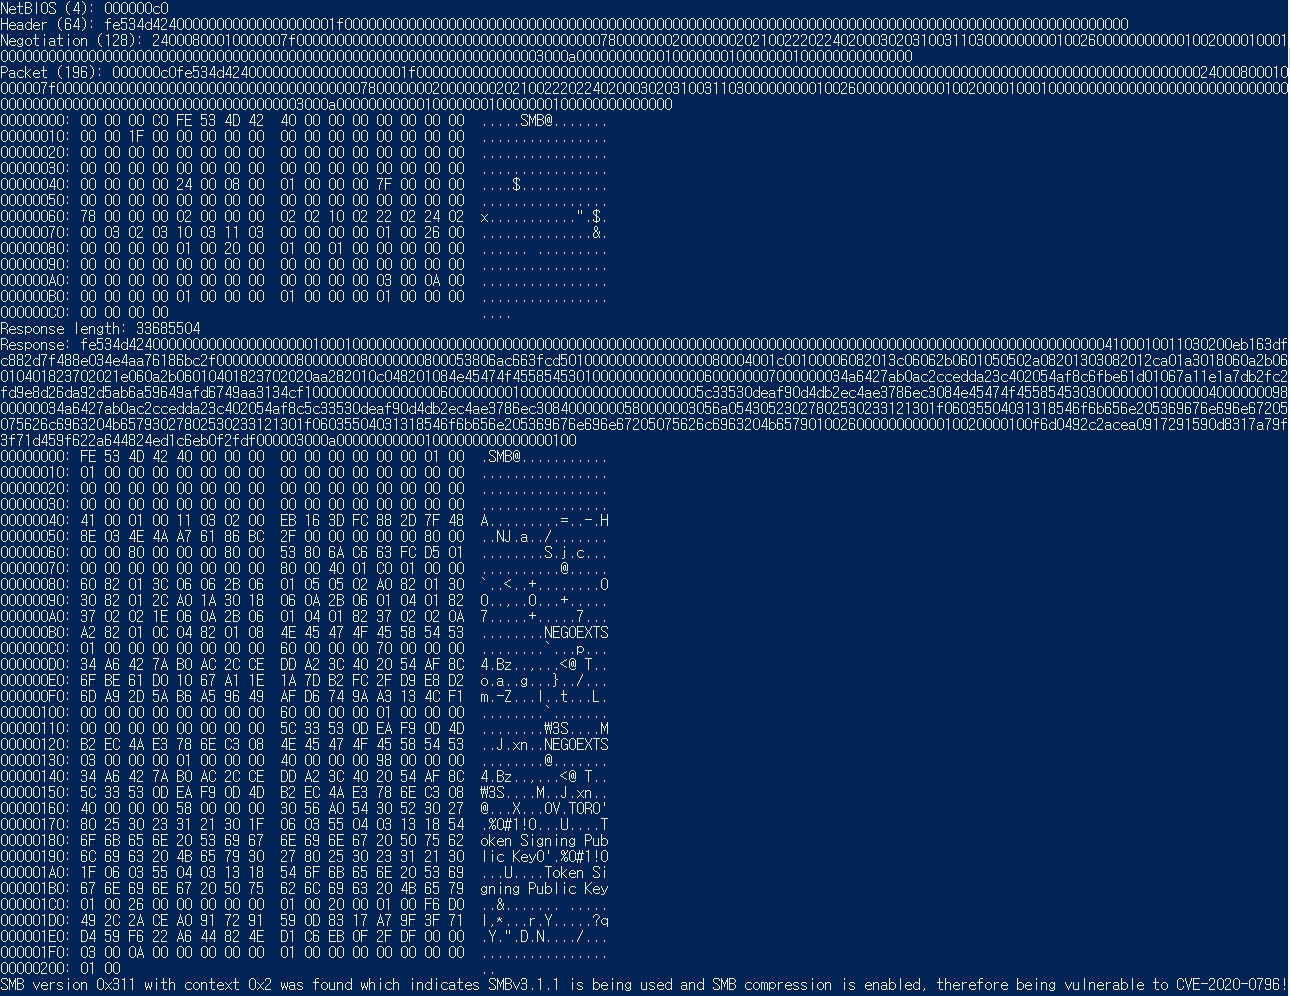 NetBIOS (4): 000000c0
Header (64): fe534d42400000000000000000001f00000000000000000000000000000000000000000000000000000000000000000000000000000000000000000000000000
Negotiation (128): 24000800010000007f000000000000000000000000000000000000000000000078000000020000000202100222022402000302031003110300000000010026000000000001002000010001
00000000000000000000000000000000000000000000000000000000000000000003000a000000000001000000010000000100000000000000
Packet (196): 000000c0fe534d42400000000000000000001f0000000000000000000000000000000000000000000000000000000000000000000000000000000000000000000000000024000800010
000007f000000000000000000000000000000000000000000000780000000200000002021002220224020003020310031103000000000100260000000000010020000100010000000000000000000000000000
00000000000000000000000000000000000003000a000000000001000000010000000100000000000000
00000000: 00 00 00 C0 FE 53 4D 42  40 00 00 00 00 00 00 00  .....SMB@.......
00000010: 00 00 1F 00 00 00 00 00  00 00 00 00 00 00 00 00  ................
00000020: 00 00 00 00 00 00 00 00  00 00 00 00 00 00 00 00  ................
00000030: 00 00 00 00 00 00 00 00  00 00 00 00 00 00 00 00  ................
00000040: 00 00 00 00 24 00 08 00  01 00 00 00 7F 00 00 00  ....$...........
00000050: 00 00 00 00 00 00 00 00  00 00 00 00 00 00 00 00  ................
00000060: 78 00 00 00 02 00 00 00  02 02 10 02 22 02 24 02  x...........".$.
00000070: 00 03 02 03 10 03 11 03  00 00 00 00 01 00 26 00  ..............&.
00000080: 00 00 00 00 01 00 20 00  01 00 01 00 00 00 00 00  ...... .........
00000090: 00 00 00 00 00 00 00 00  00 00 00 00 00 00 00 00  ................
000000A0: 00 00 00 00 00 00 00 00  00 00 00 00 03 00 0A 00  ................
000000B0: 00 00 00 00 01 00 00 00  01 00 00 00 01 00 00 00  ................
000000C0: 00 00 00 00                                       ....
Response length: 33685504
Response: fe534d424000000000000000000001000100000000000000000000000000000000000000000000000000000000000000000000000000000000000000000000004100010011030200eb163df
c882d7f488e034e4aa76186bc2f00000000008000000080000000800053806ac663fcd501000000000000000080004001c00100006082013c06062b0601050502a08201303082012ca01a3018060a2b06
010401823702021e060a2b06010401823702020aa282010c048201084e45474f455854530100000000000000600000007000000034a6427ab0ac2ccedda23c402054af8c6fbe61d01067a11e1a7db2fc2
fd9e8d26da92d5ab6a59649afd6749aa3134cf10000000000000000600000000100000000000000000000005c33530deaf90d4db2ec4ae3786ec3084e45474f4558545303000000010000004000000098
00000034a6427ab0ac2ccedda23c402054af8c5c33530deaf90d4db2ec4ae3786ec30840000000580000003056a05430523027802530233121301f06035504031318546f6b656e205369676e696e67205
075626c6963204b65793027802530233121301f06035504031318546f6b656e205369676e696e67205075626c6963204b65790100260000000000010020000100f6d0492c2acea0917291590d8317a79f
3f71d459f622a644824ed1c6eb0f2fdf000003000a000000000001000000000000000100
00000000: FE 53 4D 42 40 00 00 00  00 00 00 00 00 00 01 00  .SMB@...........
00000010: 01 00 00 00 00 00 00 00  00 00 00 00 00 00 00 00  ................
00000020: 00 00 00 00 00 00 00 00  00 00 00 00 00 00 00 00  ................
00000030: 00 00 00 00 00 00 00 00  00 00 00 00 00 00 00 00  ................
00000040: 41 00 01 00 11 03 02 00  EB 16 3D FC 88 2D 7F 48  A.........=..-.H
00000050: 8E 03 4E 4A A7 61 86 BC  2F 00 00 00 00 00 80 00  ..NJ.a../.......
00000060: 00 00 80 00 00 00 80 00  53 80 6A C6 63 FC D5 01  ........S.j.c...
00000070: 00 00 00 00 00 00 00 00  80 00 40 01 C0 01 00 00  ..........@.....
00000080: 60 82 01 3C 06 06 2B 06  01 05 05 02 A0 82 01 30  `..<..+........0
00000090: 30 82 01 2C A0 1A 30 18  06 0A 2B 06 01 04 01 82  0..,..0...+.....
000000A0: 37 02 02 1E 06 0A 2B 06  01 04 01 82 37 02 02 0A  7.....+.....7...
000000B0: A2 82 01 0C 04 82 01 08  4E 45 47 4F 45 58 54 53  ........NEGOEXTS
000000C0: 01 00 00 00 00 00 00 00  60 00 00 00 70 00 00 00  ........`...p...
000000D0: 34 A6 42 7A B0 AC 2C CE  DD A2 3C 40 20 54 AF 8C  4.Bz..,...<@ T..
000000E0: 6F BE 61 D0 10 67 A1 1E  1A 7D B2 FC 2F D9 E8 D2  o.a..g...}../...
000000F0: 6D A9 2D 5A B6 A5 96 49  AF D6 74 9A A3 13 4C F1  m.-Z...I..t...L.
00000100: 00 00 00 00 00 00 00 00  60 00 00 00 01 00 00 00  ........`.......
00000110: 00 00 00 00 00 00 00 00  5C 33 53 0D EA F9 0D 4D  ........₩3S....M
00000120: B2 EC 4A E3 78 6E C3 08  4E 45 47 4F 45 58 54 53  ..J.xn..NEGOEXTS
00000130: 03 00 00 00 01 00 00 00  40 00 00 00 98 00 00 00  ........@.......
00000140: 34 A6 42 7A B0 AC 2C CE  DD A2 3C 40 20 54 AF 8C  4.Bz..,...<@ T..
00000150: 5C 33 53 0D EA F9 0D 4D  B2 EC 4A E3 78 6E C3 08  ₩3S....M..J.xn..
00000160: 40 00 00 00 58 00 00 00  30 56 A0 54 30 52 30 27  @...X...0V.T0R0'
00000170: 80 25 30 23 31 21 30 1F  06 03 55 04 03 13 18 54  .%0#1!0...U....T
00000180: 6F 6B 65 6E 20 53 69 67  6E 69 6E 67 20 50 75 62  oken Signing Pub
00000190: 6C 69 63 20 4B 65 79 30  27 80 25 30 23 31 21 30  lic Key0'.%0#1!0
000001A0: 1F 06 03 55 04 03 13 18  54 6F 6B 65 6E 20 53 69  ...U....Token Si
000001B0: 67 6E 69 6E 67 20 50 75  62 6C 69 63 20 4B 65 79  gning Public Key
000001C0: 01 00 26 00 00 00 00 00  01 00 20 00 01 00 F6 D0  ..&....... .....
000001D0: 49 2C 2A CE A0 91 72 91  59 0D 83 17 A7 9F 3F 71  I,*...r.Y.....?q
000001E0: D4 59 F6 22 A6 44 82 4E  D1 C6 EB 0F 2F DF 00 00  .Y.".D.N..../...
000001F0: 03 00 0A 00 00 00 00 00  01 00 00 00 00 00 00 00  ................
00000200: 01 00                                             ..
SMB version 0x311 with context 0x2 was found which indicates SMBv3.1.1 is being used and SMB compression is enabled, therefore being vulnerable to CVE-2020-0796!